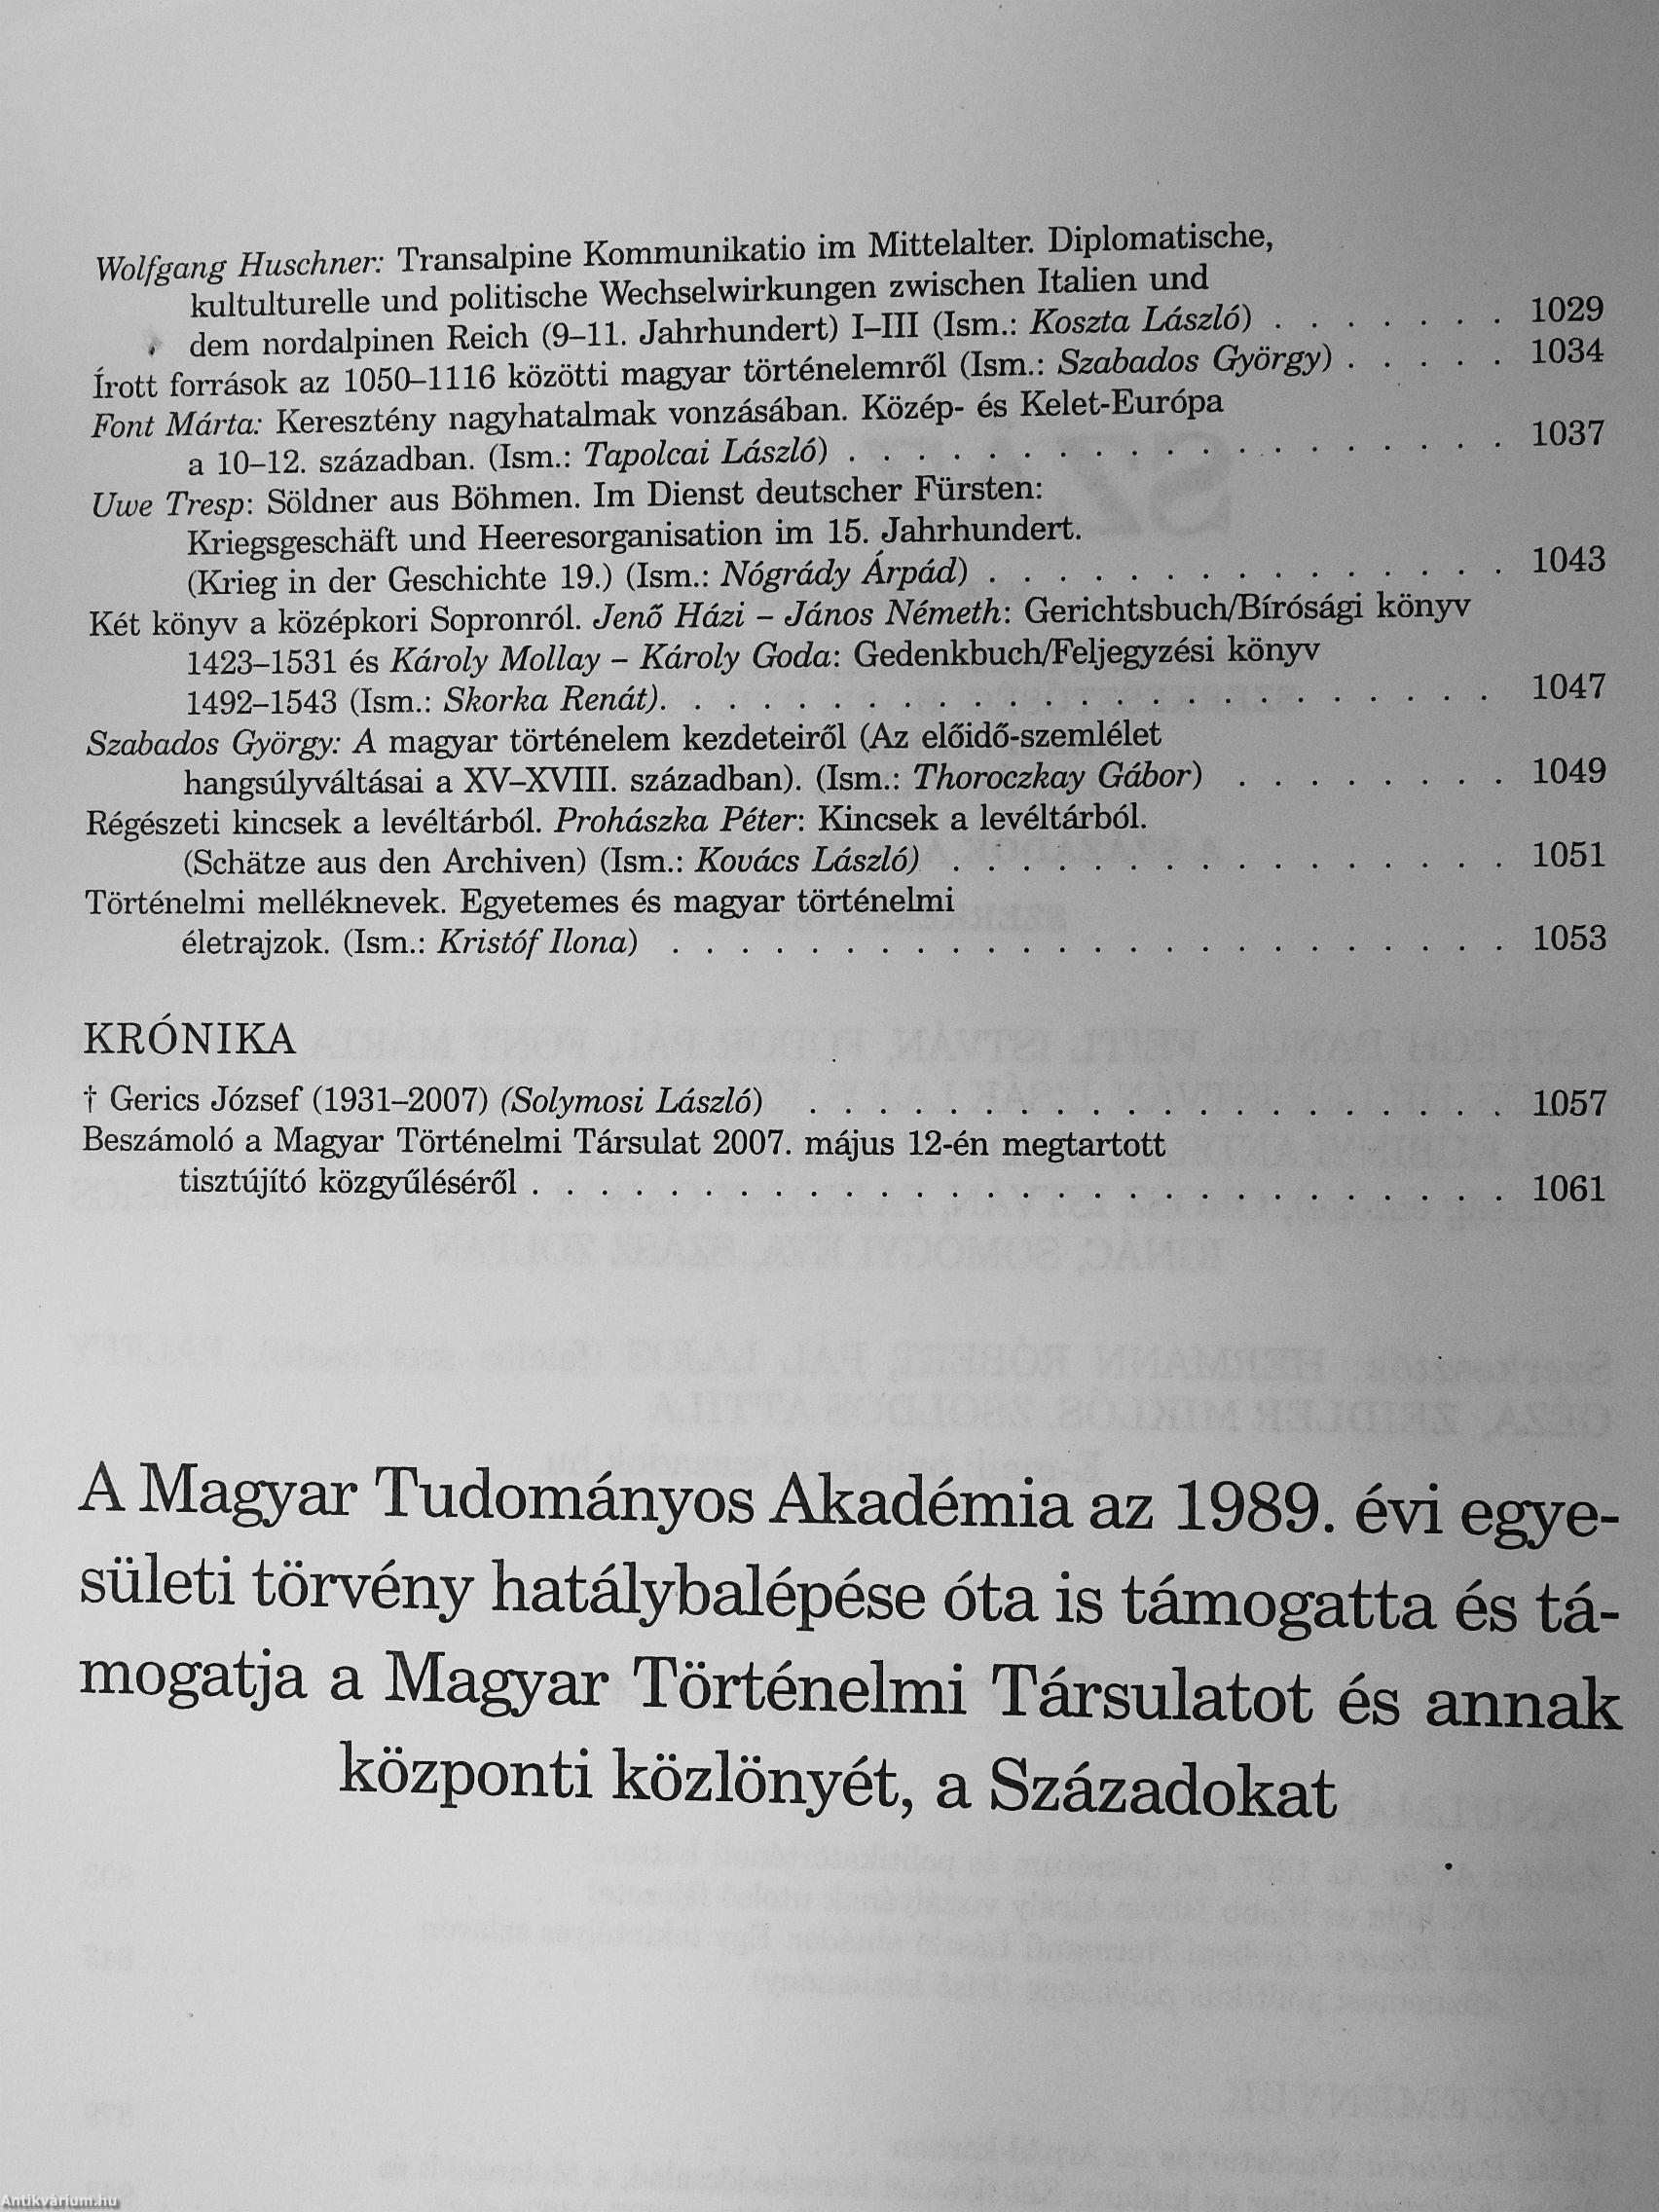 Wolfgang Huschner: Transalpine Kommunikatio im Mittelalter. Diplomatische,
kultulturelle und politische Wechselwirkungen zwischen Italien und
dem nordalpinen Reich (9–11. Jahrhundert) I–III (Ism.: Koszta László) . . . . . . . 1029
Írott források az 1050–1116 közötti magyar történelemről (Ism.: Szabados György) . . . . . 1034
Font Márta: Keresztény nagyhatalmak vonzásában. Közép- és Kelet-Európa
a 10–12. században. (Ism.: Tapolcai László) . . . . . . . . . . . . . . . . . . . 1037
Uwe Tresp: Söldner aus Böhmen. Im Dienst deutscher Fürsten:
Kriegsgeschäft und Heeresorganisation im 15. Jahrhundert.
(Krieg in der Geschichte 19.) (Ism.: Nógrády Árpád) . . . . . . . . . . . . . . . 1043
Két könyv a középkori Sopronról. Jenő Házi – János Németh: Gerichtsbuch/Bírósági könyv
1423–1531 és Károly Mollay – Károly Goda: Gedenkbuch/Feljegyzési könyv
1492–1543 (Ism.: Skorka Renát). . . . . . . . . . . . . . . . . . . . . . . . 1047
Szabados György: A magyar történelem kezdeteiről (Az előidő-szemlélet
hangsúlyváltásai a XV–XVIII. században). (Ism.: Thoroczkay Gábor) . . . . . . . . 1049
Régészeti kincsek a levéltárból. Prohászka Péter: Kincsek a levéltárból.
(Schätze aus den Archiven) (Ism.: Kovács László) . . . . . . . . . . . . . . . . 1051
Történelmi melléknevek. Egyetemes és magyar történelmi
életrajzok. (Ism.: Kristóf Ilona) . . . . . . . . . . . . . . . . . . . . . . . . 1053
KRÓNIKA
† Gerics József (1931–2007) (Solymosi László) . . . . . . . . . . . . . . . . . . . . 1057
Beszámoló a Magyar Történelmi Társulat 2007. május 12-én megtartott
tisztújító közgyűléséről . . . . . . . . . . . . . . . . . . . . . . . . . . . . 1061
A Magyar Tudományos Akadémia az 1989. évi egye-
sületi törvény hatálybalépése óta is támogatta és tá-
mogatja a Magyar Történelmi Társulatot és annak
központi közlönyét, a Századokat
Antikvárium.hu